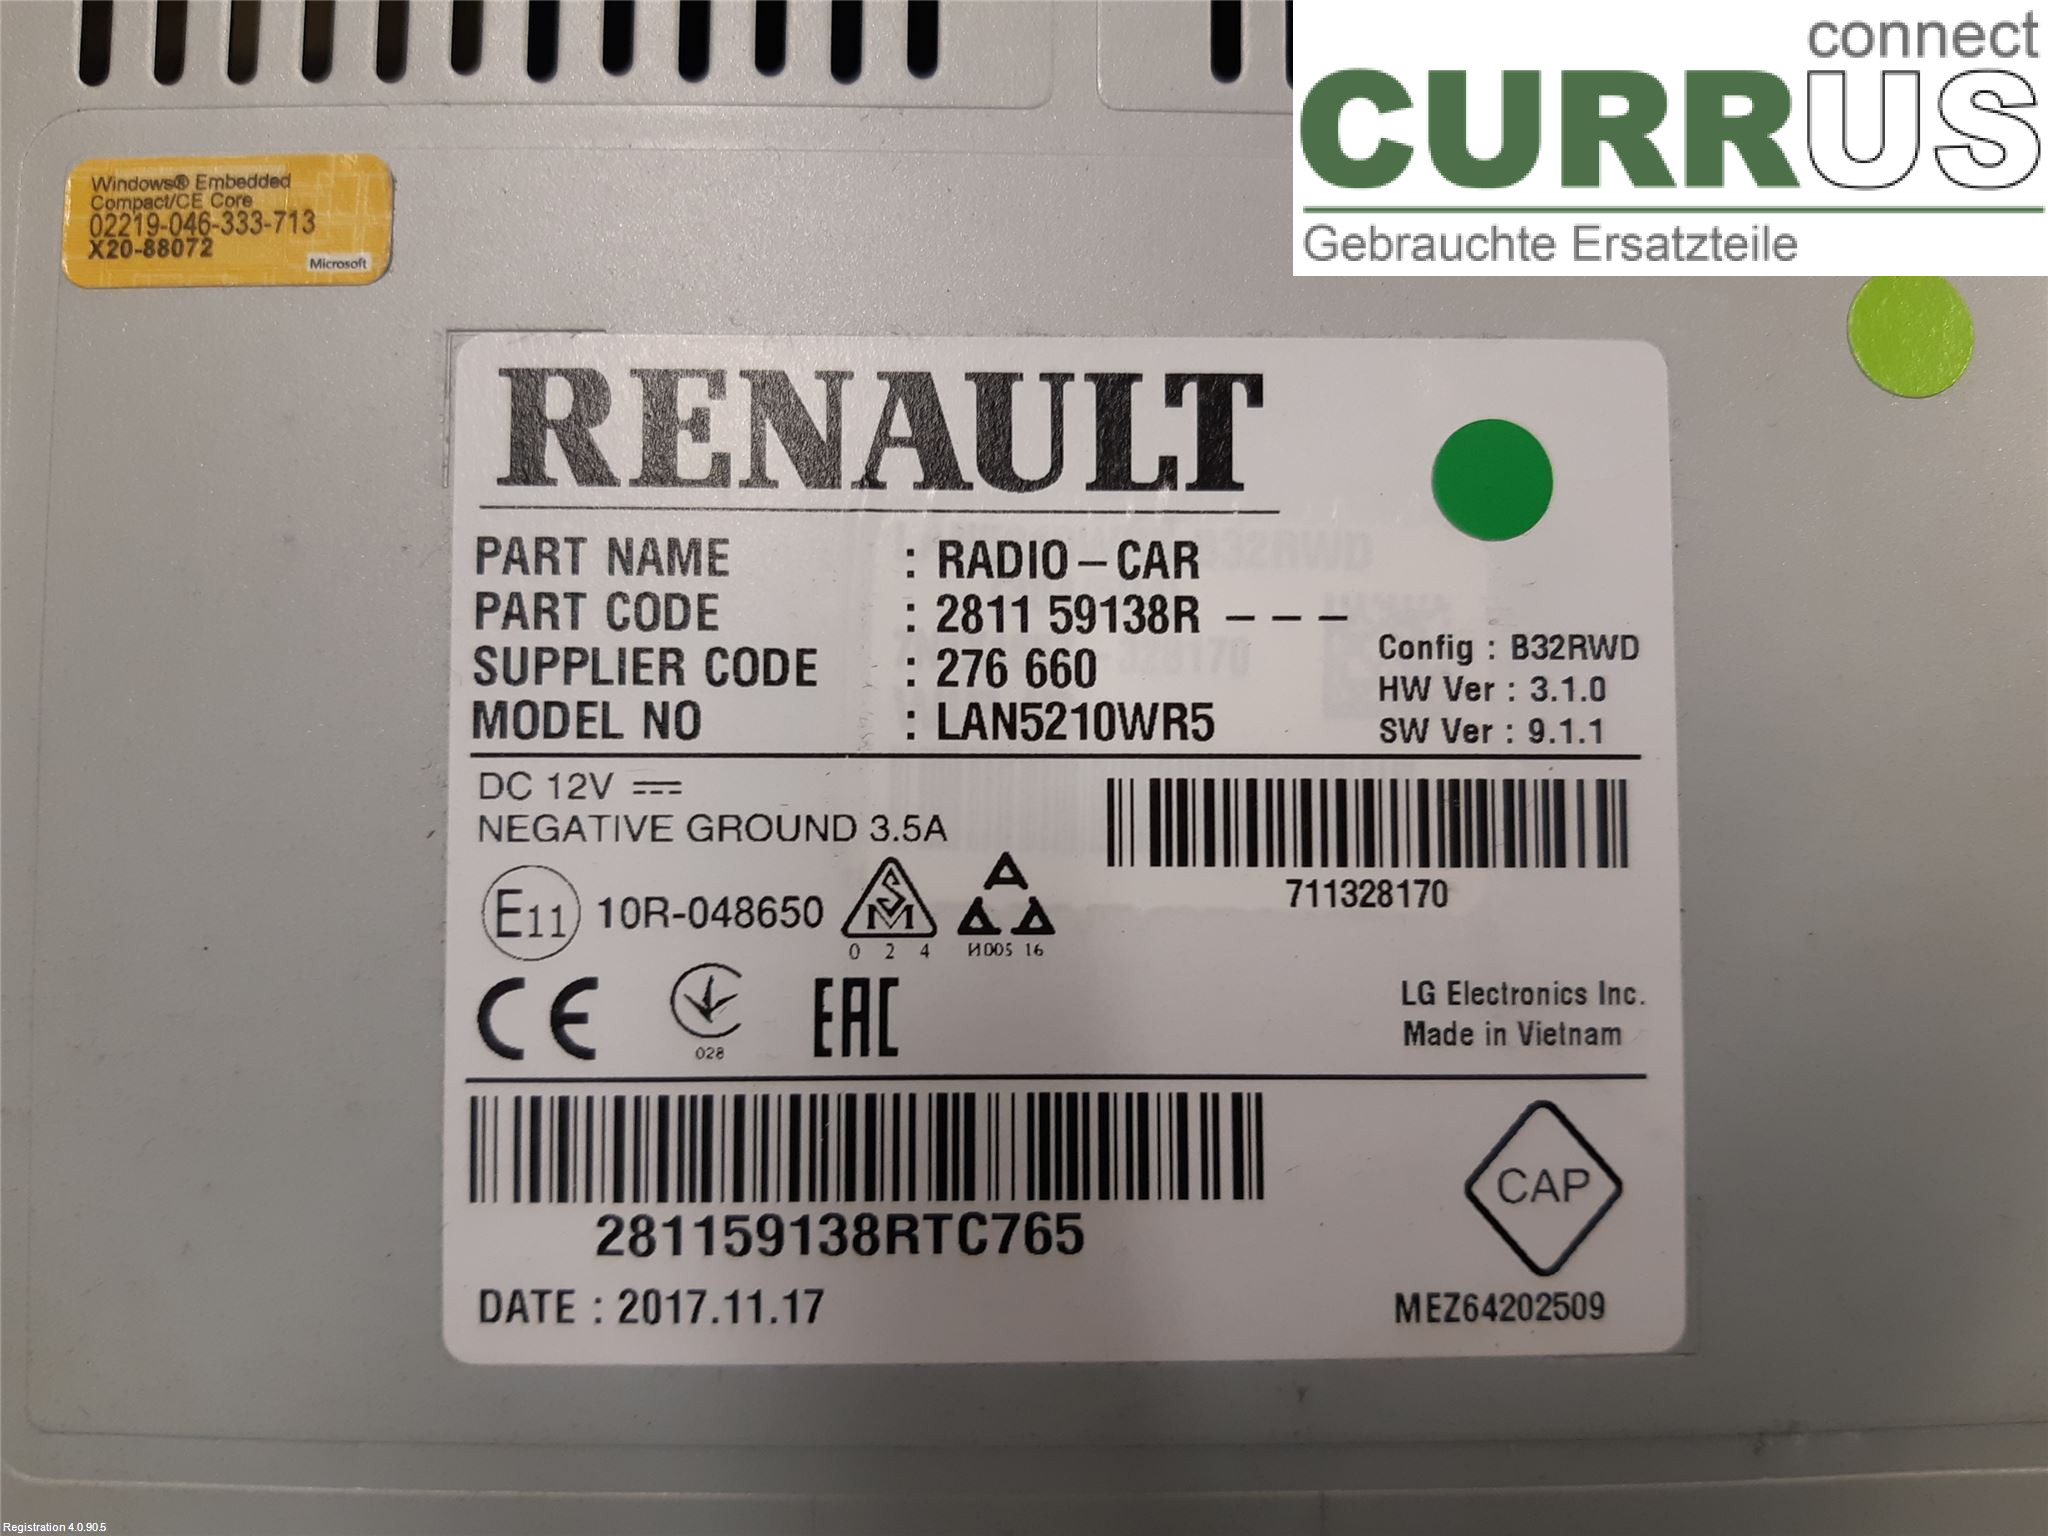 connect
CURRUS
Gebrauchte Ersatzteile
Windows® Embedded
Compact/CE Core
02219-046-333-713
X20-88072
Microsoft
RENAULT
PART NAME : RADIO-CAR
PART CODE : 2811 59138R ---
SUPPLIER CODE : 276 660
MODEL NO : LAN5210WR5
Config : B32RWD
HW Ver : 3.1.0
SW Ver : 9.1.1
DC 12V
NEGATIVE GROUND 3.5A
711328170
E11 10R-048650
SM
0 2 4
И005 16
CE
028
EAC
LG Electronics Inc.
Made in Vietnam
281159138RTC765
CAP
DATE : 2017.11.17
MEZ64202509
Registration 4.0.90.5